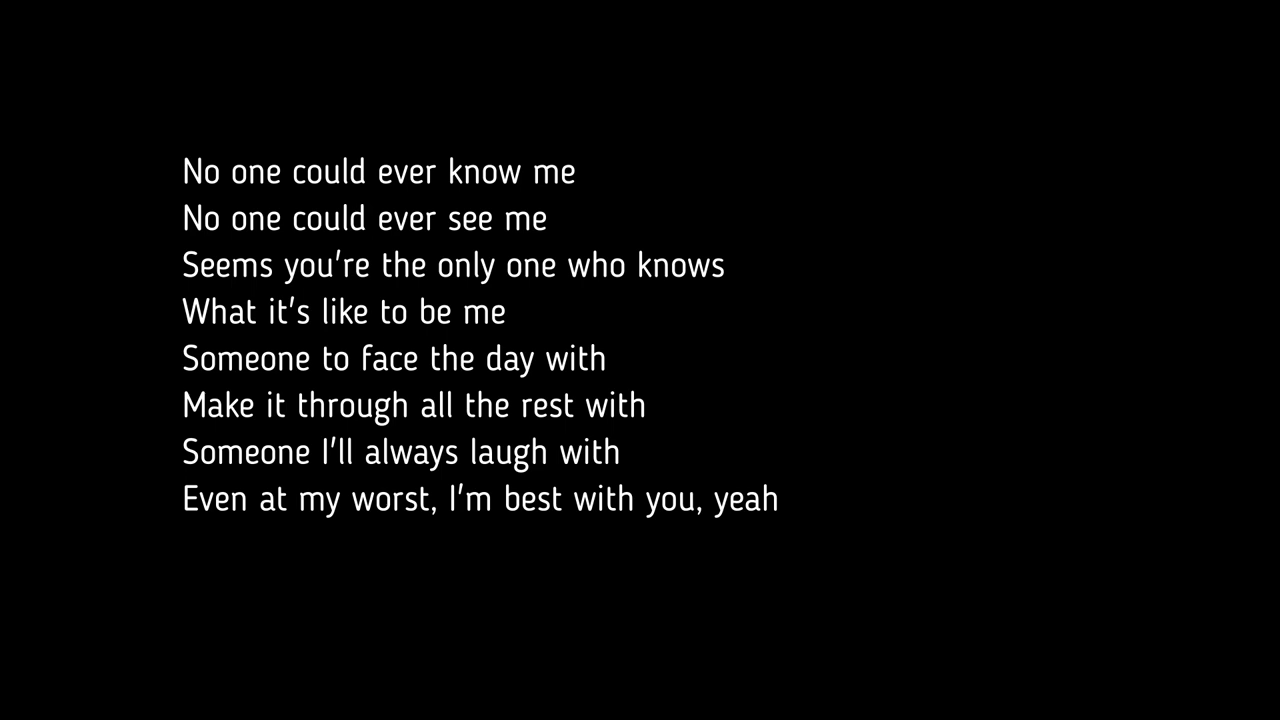 No one could ever know me
No one could ever see me
Seems you're the only one who knows
What it's like to be me
Someone to face the day with
Make it through all the rest with
Someone I'll always laugh with
Even at my worst, I'm best with you, yeah